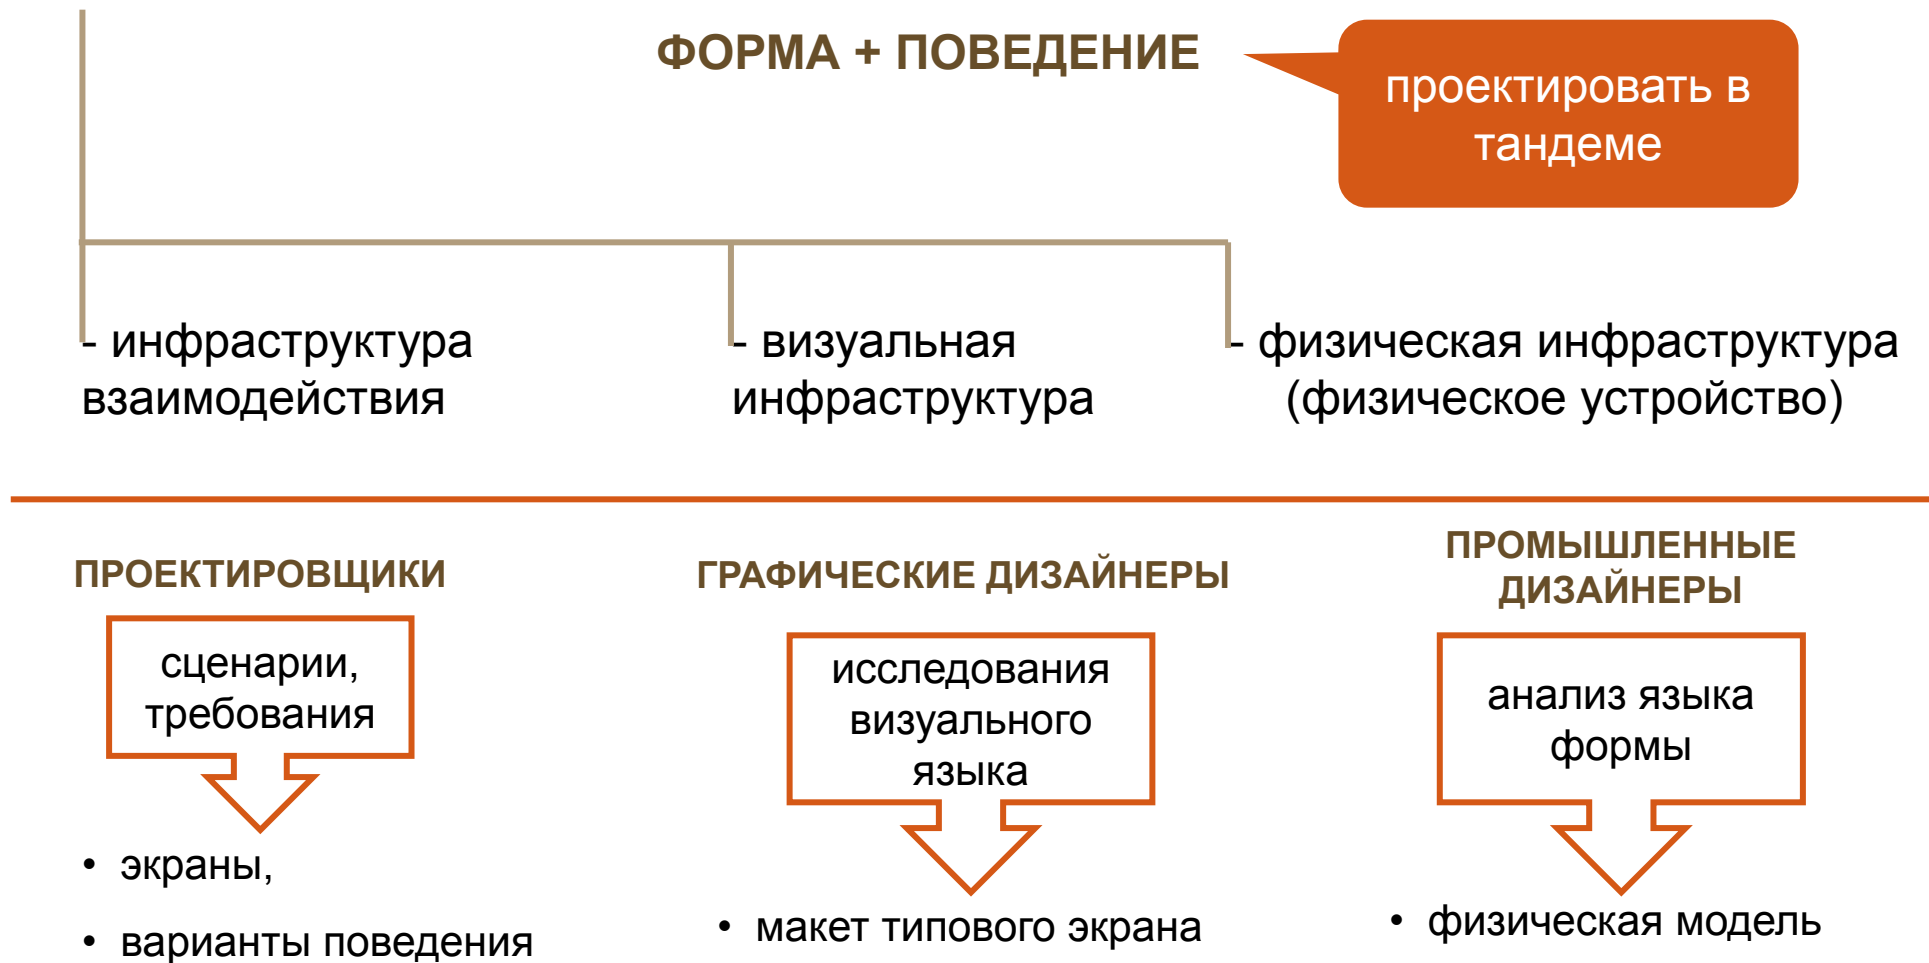 ФОРМА + ПОВЕДЕНИЕ
проектировать в
тандеме
- инфраструктура
взаимодействия
- визуальная
инфраструктура
- физическая инфраструктура
(физическое устройство)
ПРОЕКТИРОВЩИКИ
сценарии,
требования
• экраны,
• варианты поведения
ГРАФИЧЕСКИЕ ДИЗАЙНЕРЫ
исследования
визуального
языка
• макет типового экрана
ПРОМЫШЛЕННЫЕ
ДИЗАЙНЕРЫ
анализ языка
формы
• физическая модель